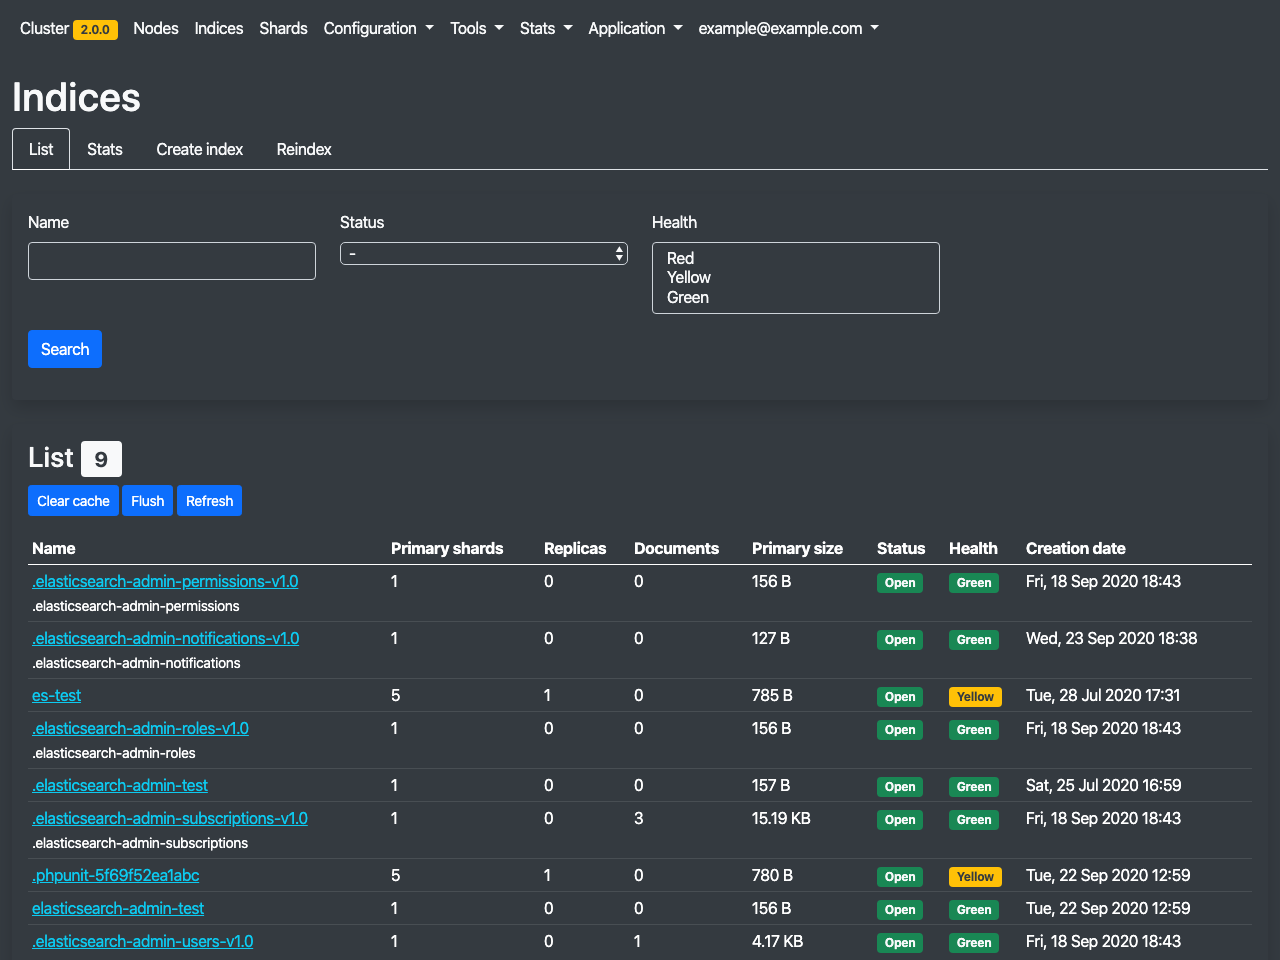 Cluster 2.0.0 Nodes Indices Shards Configuration Tools Stats Application example@example.com
Indices
List Stats Create index Reindex
Name Status Health
-
Red
Yellow
Green
Search
List 9
Clear cache Flush Refresh
Name Primary shards Replicas Documents Primary size Status Health Creation date
.elasticsearch-admin-permissions-v1.0 1 0 0 156 B Open Green Fri, 18 Sep 2020 18:43
.elasticsearch-admin-permissions
.elasticsearch-admin-notifications-v1.0 1 0 0 127 B Open Green Wed, 23 Sep 2020 18:38
.elasticsearch-admin-notifications
es-test 5 1 0 785 B Open Yellow Tue, 28 Jul 2020 17:31
.elasticsearch-admin-roles-v1.0 1 0 0 156 B Open Green Fri, 18 Sep 2020 18:43
.elasticsearch-admin-roles
.elasticsearch-admin-test 1 0 0 157 B Open Green Sat, 25 Jul 2020 16:59
.elasticsearch-admin-subscriptions-v1.0 1 0 3 15.19 KB Open Green Fri, 18 Sep 2020 18:43
.elasticsearch-admin-subscriptions
.phpunit-5f69f52ea1abc 5 1 0 780 B Open Yellow Tue, 22 Sep 2020 12:59
elasticsearch-admin-test 1 0 0 156 B Open Green Tue, 22 Sep 2020 12:59
.elasticsearch-admin-users-v1.0 1 0 1 4.17 KB Open Green Fri, 18 Sep 2020 18:43